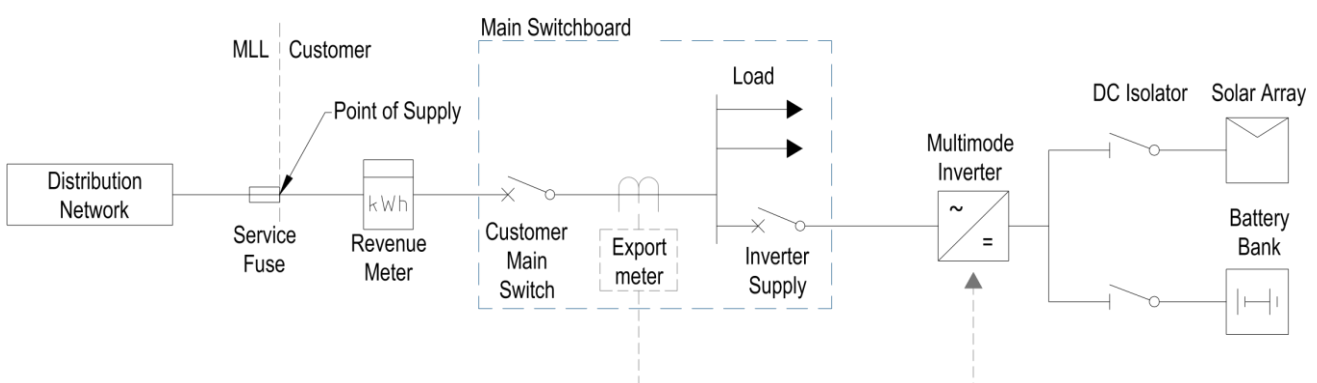 Main Switchboard
MLL
Customer
Point of Supply
Load
DC Isolator
Solar Array
Distribution
Network
kWh
Multimode
Inverter
~
=
Service
Fuse
Revenue
Meter
Customer
Main
Switch
Export
meter
Inverter
Supply
Battery
Bank